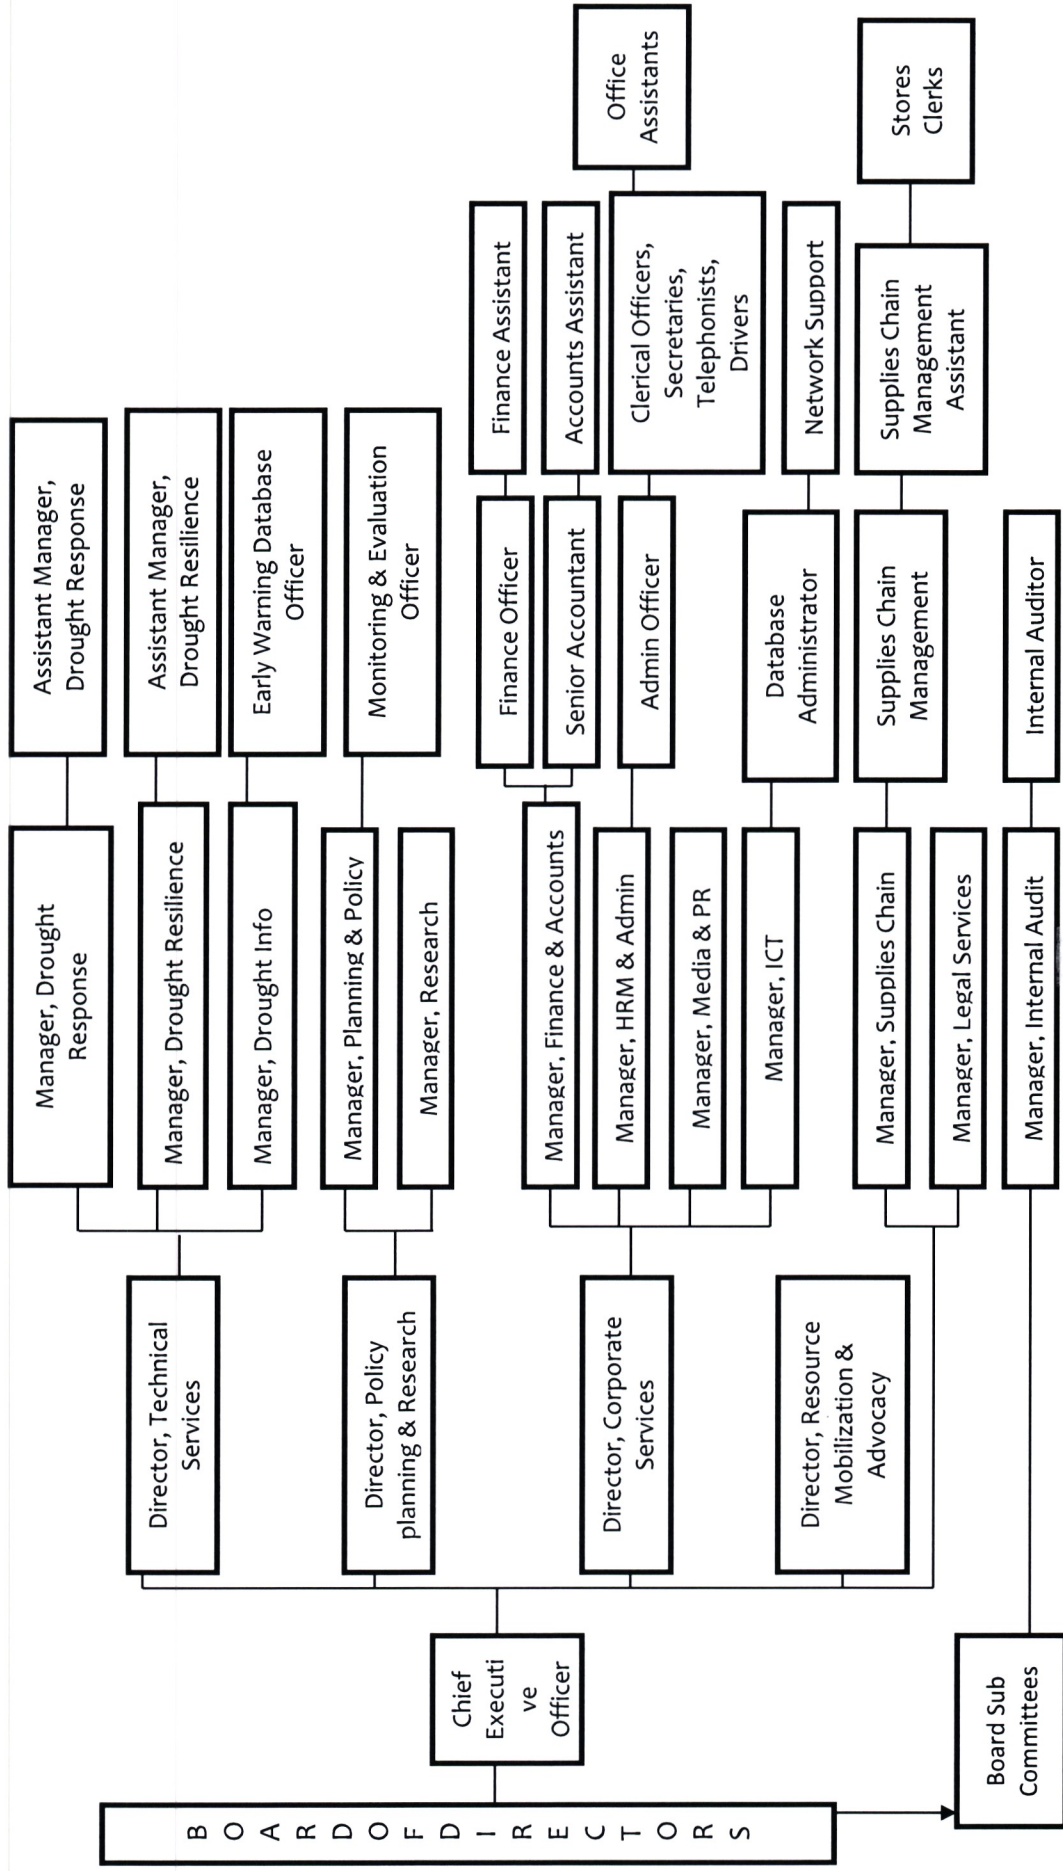 B O A R D O F D I R E C T O R S
Chief
Executi
ve
Officer
Board Sub
Committees
Director, Technical
Services
Director, Policy
planning & Research
Director, Corporate
Services
Director, Resource
Mobilization &
Advocacy
Manager, Drought
Response
Manager, Drought Resilience
Manager, Drought Info
Manager, Planning & Policy
Manager, Research
Manager, Finance & Accounts
Manager, HRM & Admin
Manager, Media & PR
Manager, ICT
Manager, Supplies Chain
Manager, Legal Services
Manager, Internal Audit
Assistant Manager,
Drought Response
Assistant Manager,
Drought Resilience
Early Warning Database
Officer
Monitoring & Evaluation
Officer
Finance Officer
Senior Accountant
Admin Officer
Database
Administrator
Supplies Chain
Management
Internal Auditor
Finance Assistant
Accounts Assistant
Clerical Officers,
Secretaries,
Telephonists,
Drivers
Network Support
Supplies Chain
Management
Assistant
Office
Assistants
Stores
Clerks